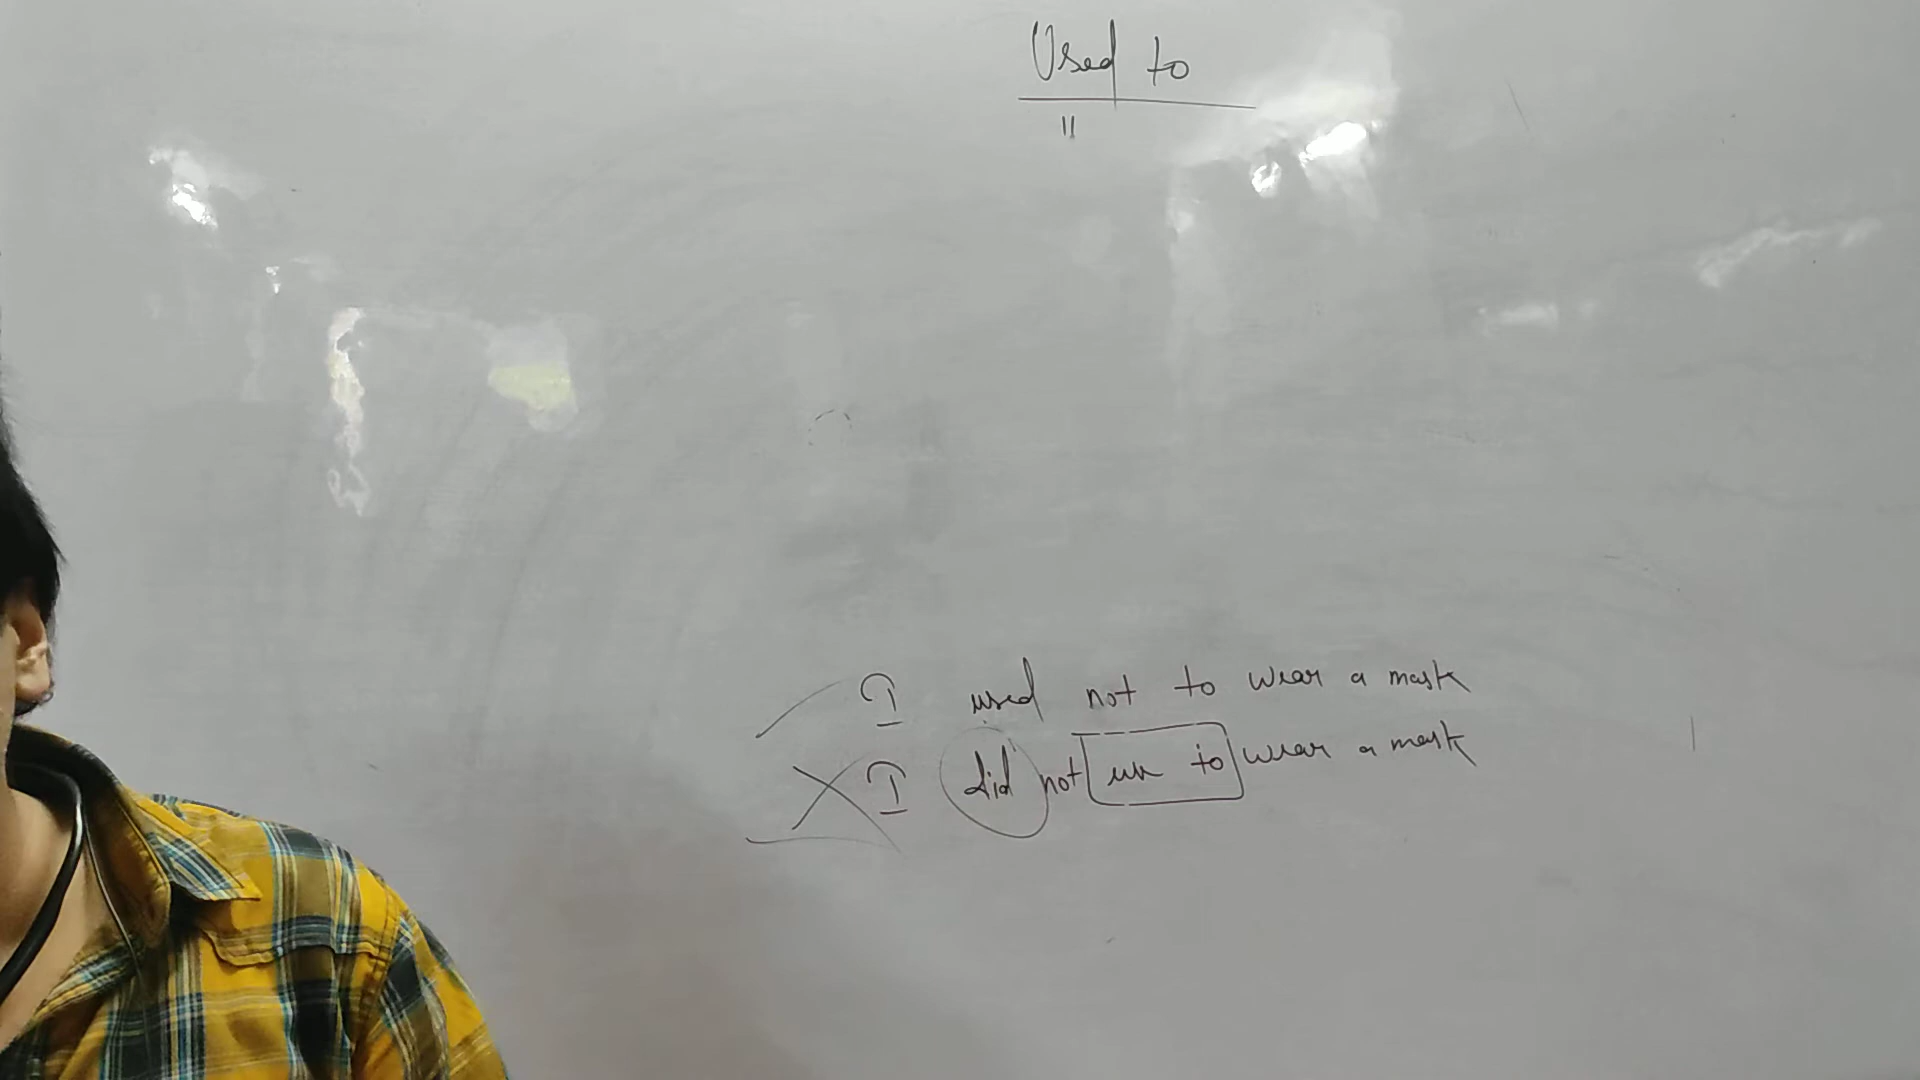 Used to
"
I used not to wear a mask
I did not use to wear a mask